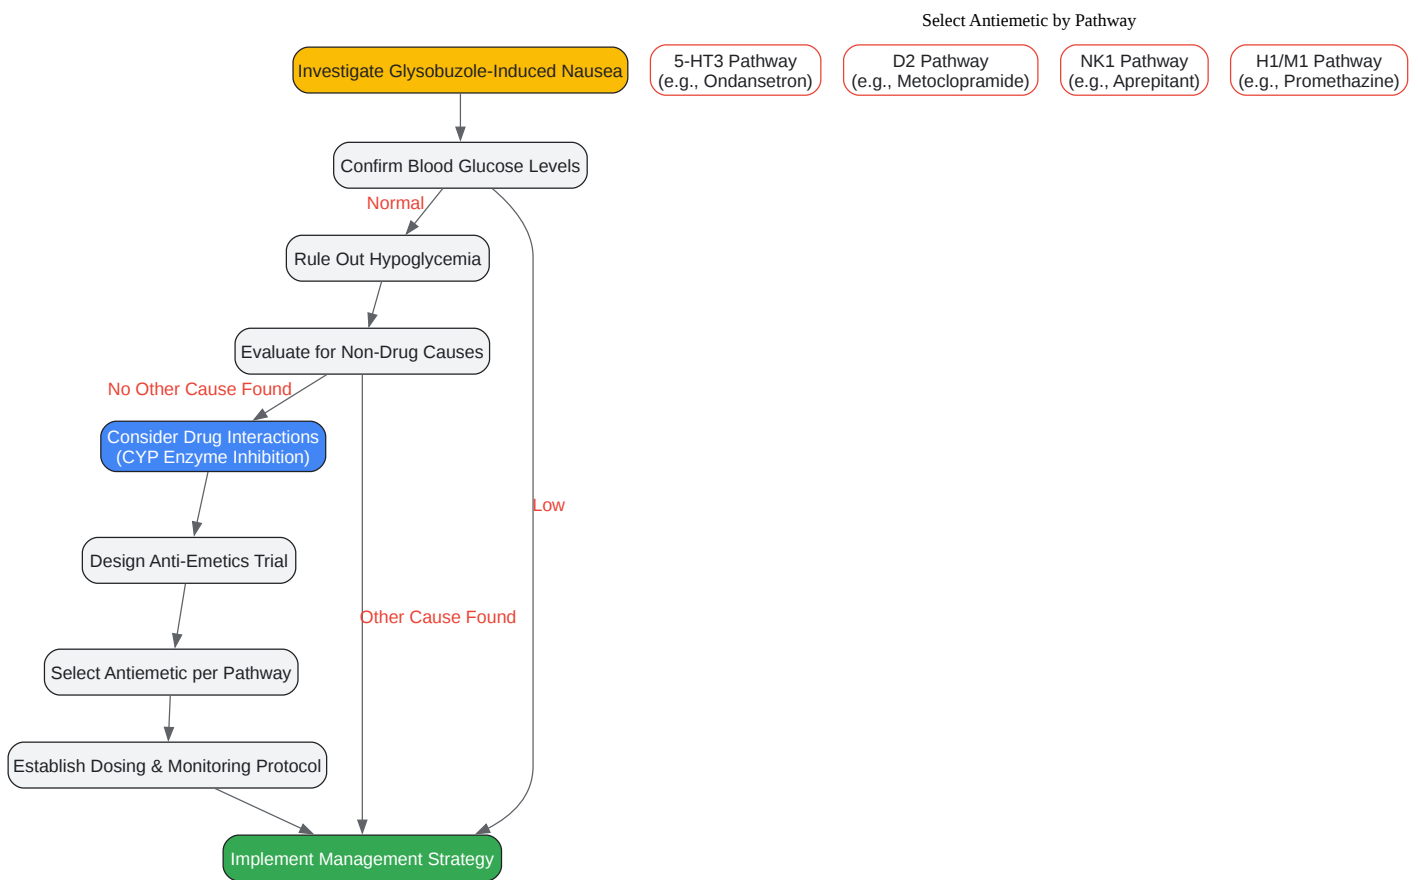 Select Antiemetic by Pathway
Investigate Glysobuzole-Induced Nausea
5-HT3 Pathway
(e.g., Ondansetron)
D2 Pathway
(e.g., Metoclopramide)
NK1 Pathway
(e.g., Aprepitant)
H1/M1 Pathway
(e.g., Promethazine)
Confirm Blood Glucose Levels
Normal
Rule Out Hypoglycemia
Evaluate for Non-Drug Causes
No Other Cause Found
Consider Drug Interactions
(CYP Enzyme Inhibition)
Low
Design Anti-Emetics Trial
Other Cause Found
Select Antiemetic per Pathway
Establish Dosing & Monitoring Protocol
Implement Management Strategy